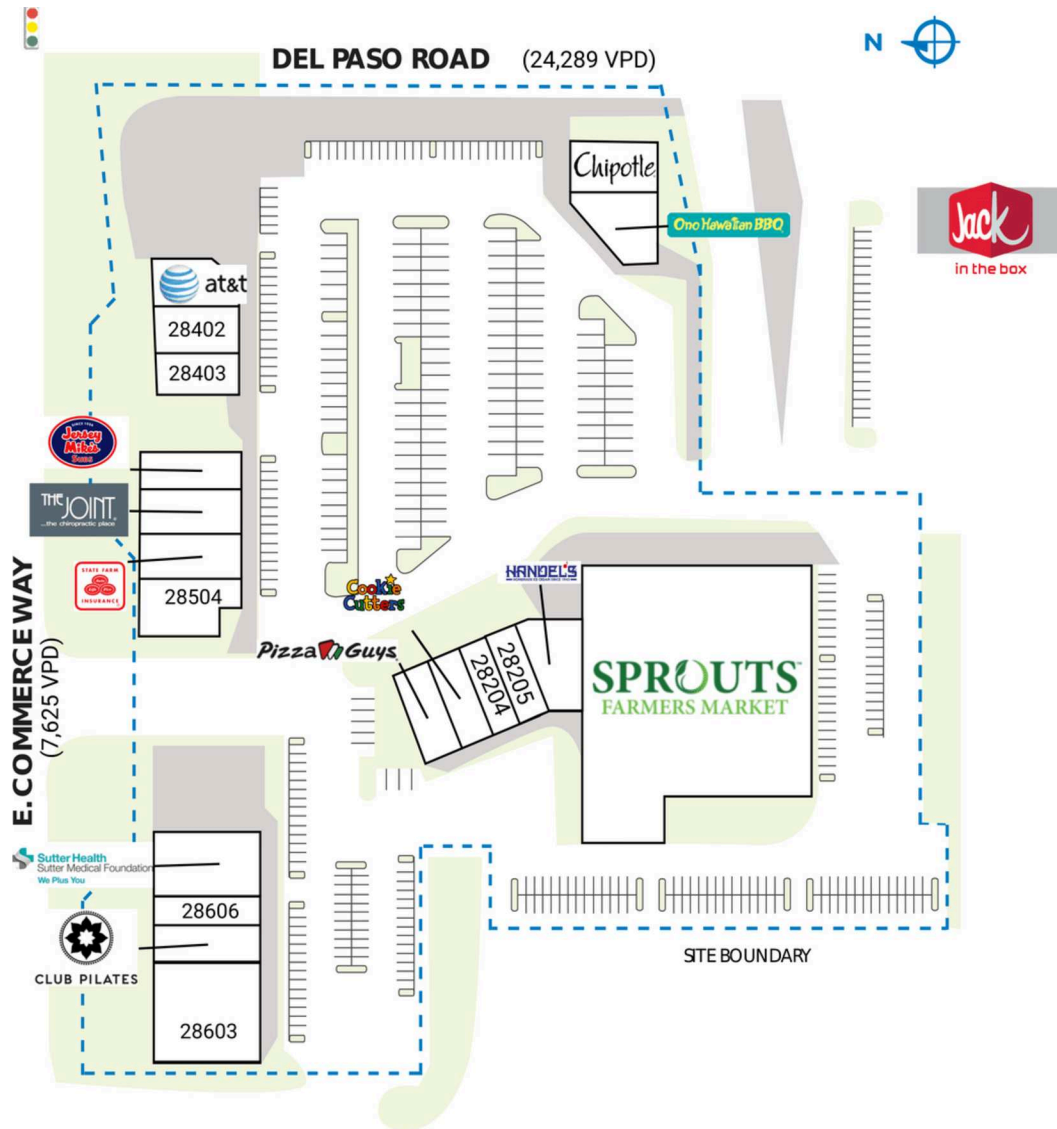 DEL PASO ROAD (24,289 VPD)
N
Chipotle
Ono Hawaiian BBQ
Jack
in the box
at&t
28402
28403
SINCE 1956
Jersey
Mike's
Subs
THE JOINT
...the chiropractic place
STATE FARM
INSURANCE
28504
E. COMMERCE WAY
(7,625 VPD)
Cookie
Cutters
Pizza Guys
HANDEL'S
28205
28204
SPROUTS
FARMERS MARKET
Sutter Health
Sutter Medical Foundation
We Plus You
28606
CLUB PILATES
28603
SITE BOUNDARY